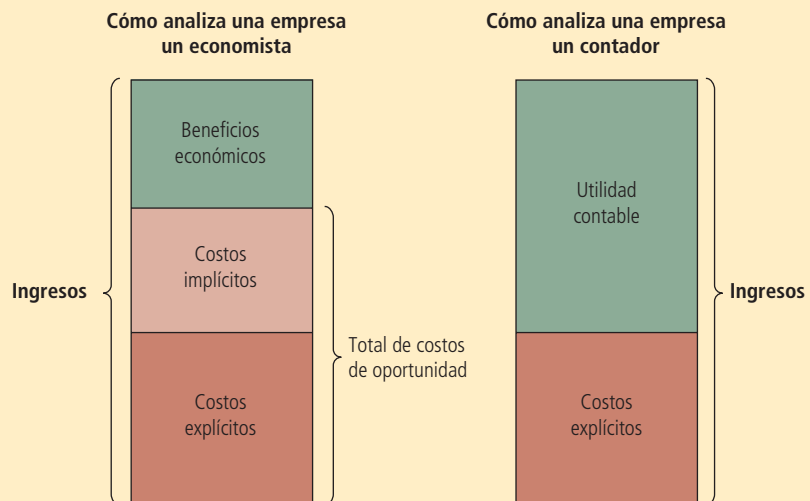 Cómo analiza una empresa
un economista
Cómo analiza una empresa
un contador
Beneficios
económicos
Costos
implícitos
Costos
explícitos
Ingresos
Total de costos
de oportunidad
Utilidad
contable
Costos
explícitos
Ingresos